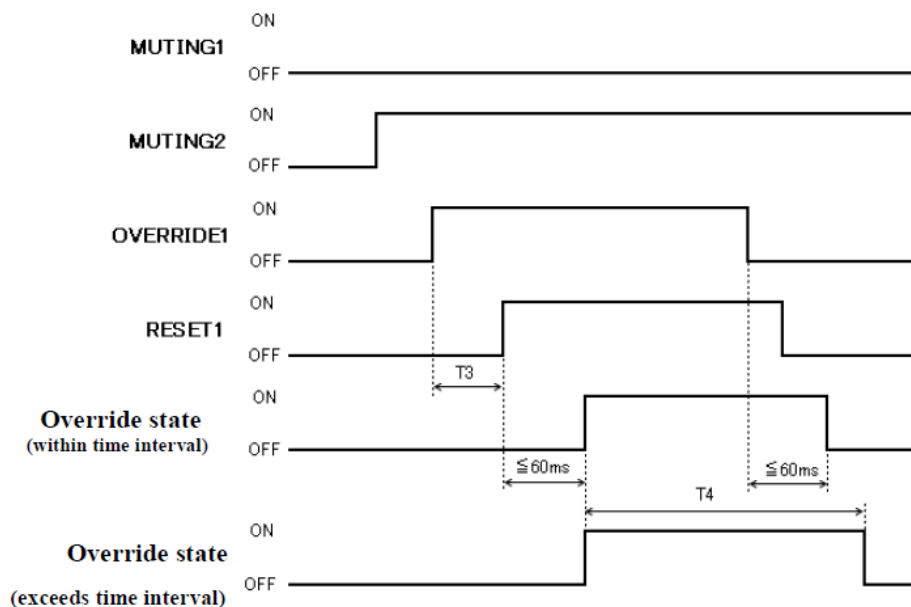 ON
MUTING1
OFF
ON
MUTING2
OFF
ON
OVERRIDE1
OFF
ON
RESET1
OFF
T3
ON
Override state
(within time interval)
OFF
≦60ms
≦60ms
T4
ON
Override state
OFF
(exceeds time interval)